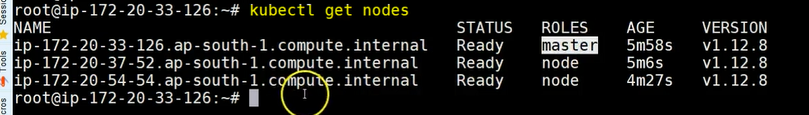 root@ip-172-20-33-126:~# kubectl get nodes
NAME STATUS ROLES AGE VERSION
ip-172-20-33-126.ap-south-1.compute.internal Ready master 5m58s v1.12.8
ip-172-20-37-52.ap-south-1.compute.internal Ready node 5m6s v1.12.8
ip-172-20-54-54.ap-south-1.compute.internal Ready node 4m27s v1.12.8
root@ip-172-20-33-126:~#
Tools